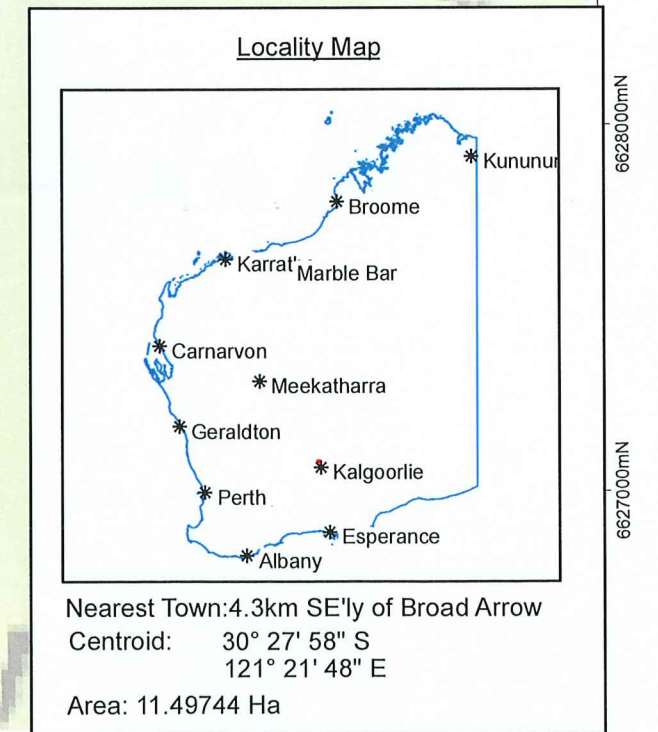 Locality Map
6628000mN
Kununur
Broome
Karrat'
Marble Bar
Carnarvon
Meekatharra
Geraldton
Kalgoorlie
Perth
6627000mN
Esperance
Albany
Nearest Town:4.3km SE'ly of Broad Arrow
Centroid: 30° 27' 58" S
121° 21' 48" E
Area: 11.49744 Ha